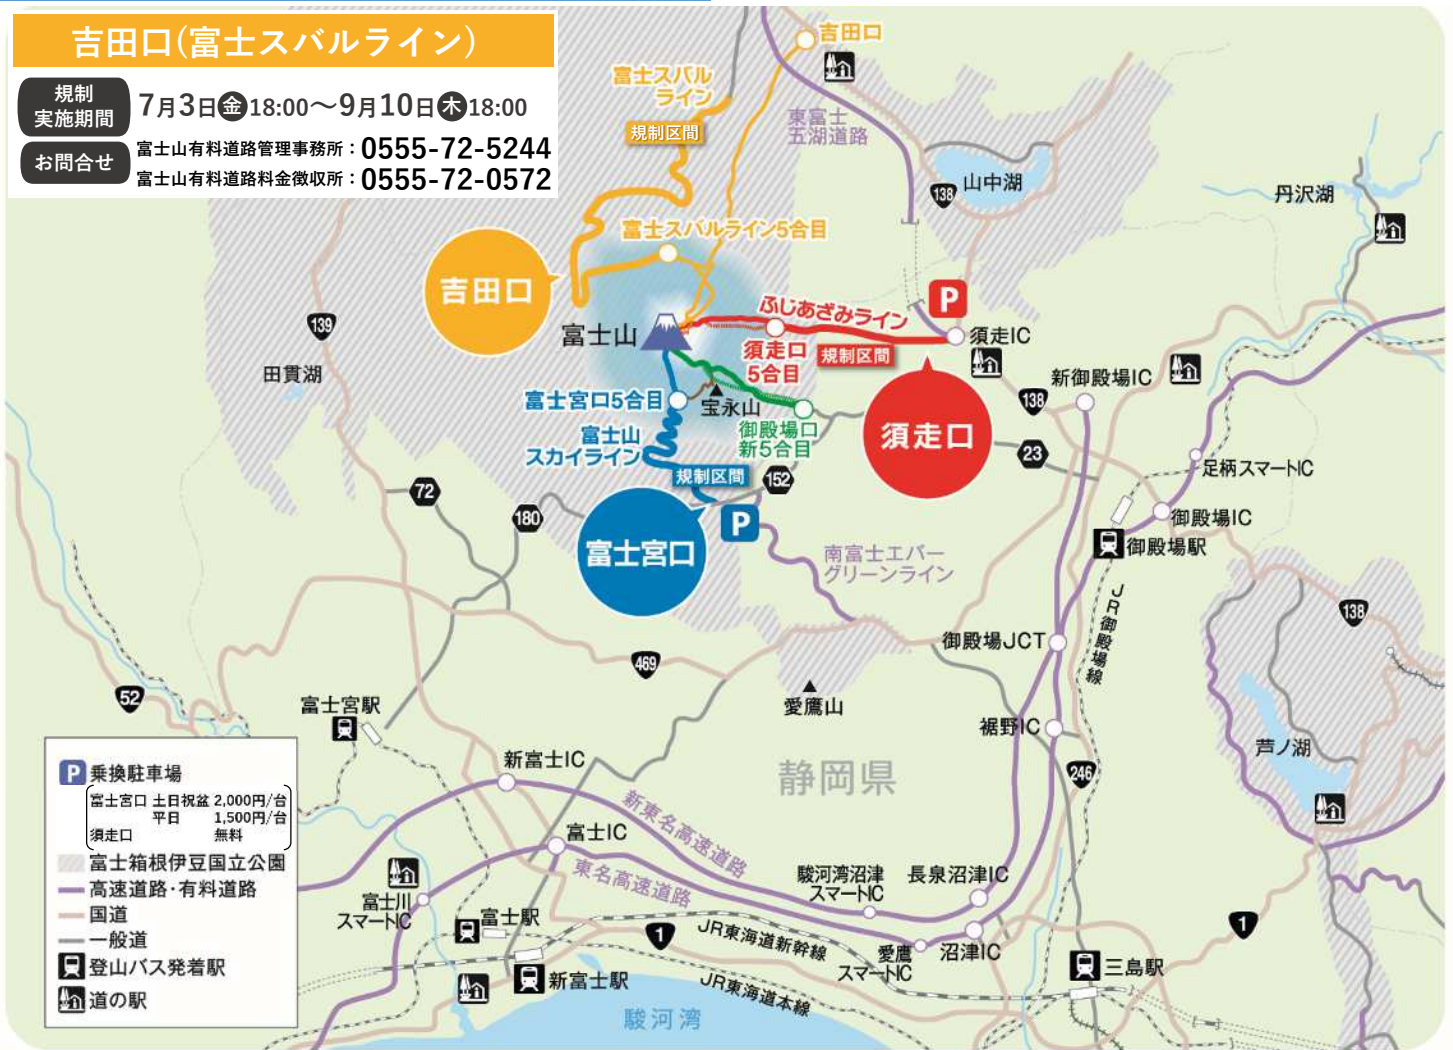 吉田口(富士スバルライン)
規制
実施期間
7月3日金18:00～9月10日木18:00
お問合せ
富士山有料道路管理事務所：0555-72-5244
富士山有料道路料金徴収所：0555-72-0572
吉田口
富士スバル
ライン
規制区間
東富士
五湖道路
138
山中湖
丹沢湖
富士スバルライン5合目
吉田口
P
ふじあざみライン
富士山
須走口
5合目
規制区間
須走IC
139
田貫湖
新御殿場IC
138
富士宮口5合目
宝永山
御殿場口
新5合目
須走口
富士山
スカイライン
23
足柄スマートIC
規制区間
152
72
180
P
御殿場IC
御殿場駅
富士宮口
南富士エバー
グリーンライン
JR御殿場線
138
御殿場JCT
469
愛鷹山
52
富士宮駅
裾野IC
芦ノ湖
新富士IC
静岡県
246
P 乗換駐車場
富士宮口 土日祝盆 2,000円/台
平日 1,500円/台
須走口 無料
富士箱根伊豆国立公園
高速道路・有料道路
国道
一般道
登山バス発着駅
道の駅
新東名高速道路
富士IC
東名高速道路
駿河湾沼津
スマートIC
長泉沼津IC
富士川
スマートIC
富士駅
1
JR東海道新幹線
愛鷹
スマートIC
沼津IC
1
三島駅
新富士駅
JR東海道本線
駿河湾